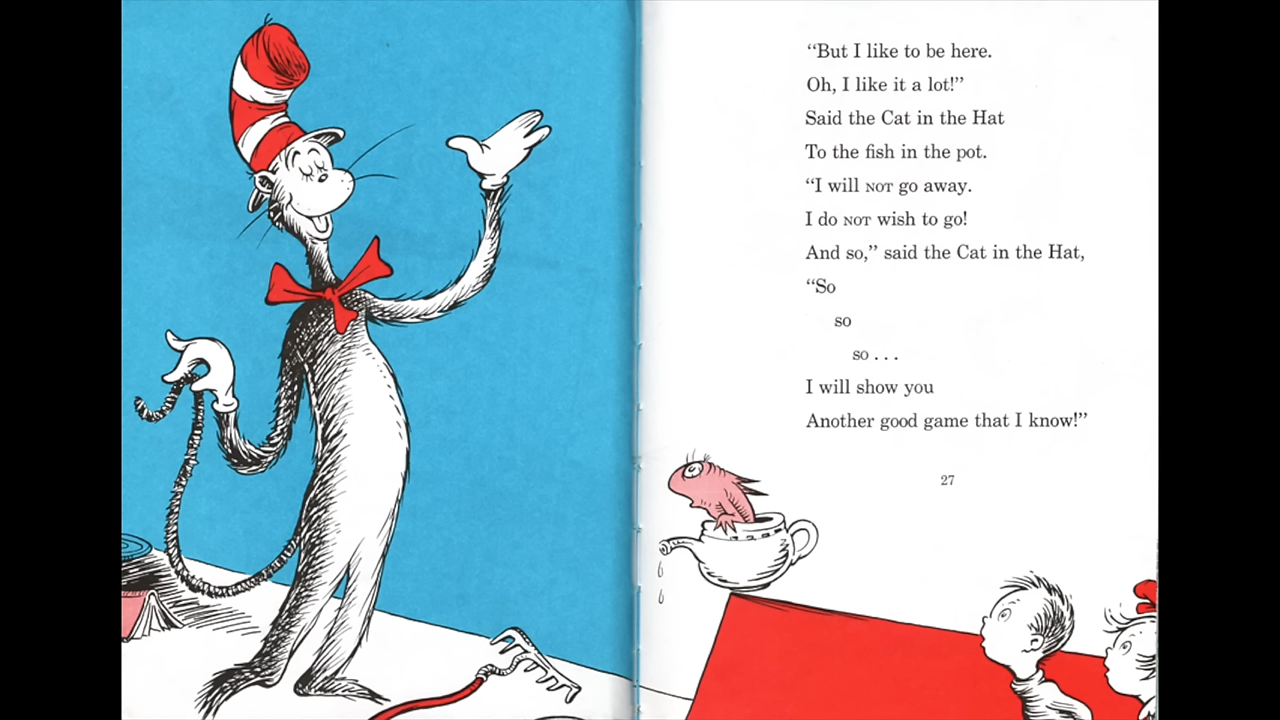 “But I like to be here.
Oh, I like it a lot!”
Said the Cat in the Hat
To the fish in the pot.
“I will NOT go away.
I do NOT wish to go!
And so,” said the Cat in the Hat,
“So
so
so . . .
I will show you
Another good game that I know!”
27